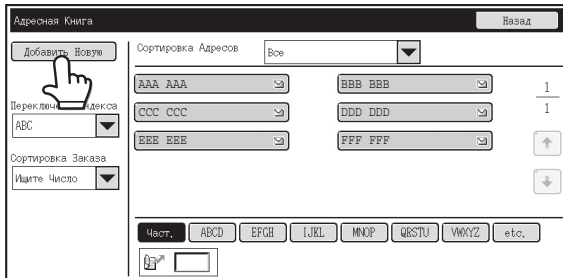 Адресная Книга
Назад
Добавить Новую
Сортировка Адресов
Все
AAA AAA
BBB BBB
1
1
CCC CCC
DDD DDD
EEE EEE
FFF FFF
ABC
Сортировка Заказа
Ищите Число
Част.
ABCD
EFGH
IJKL
MNOP
QRSTU
VWXYZ
etc.